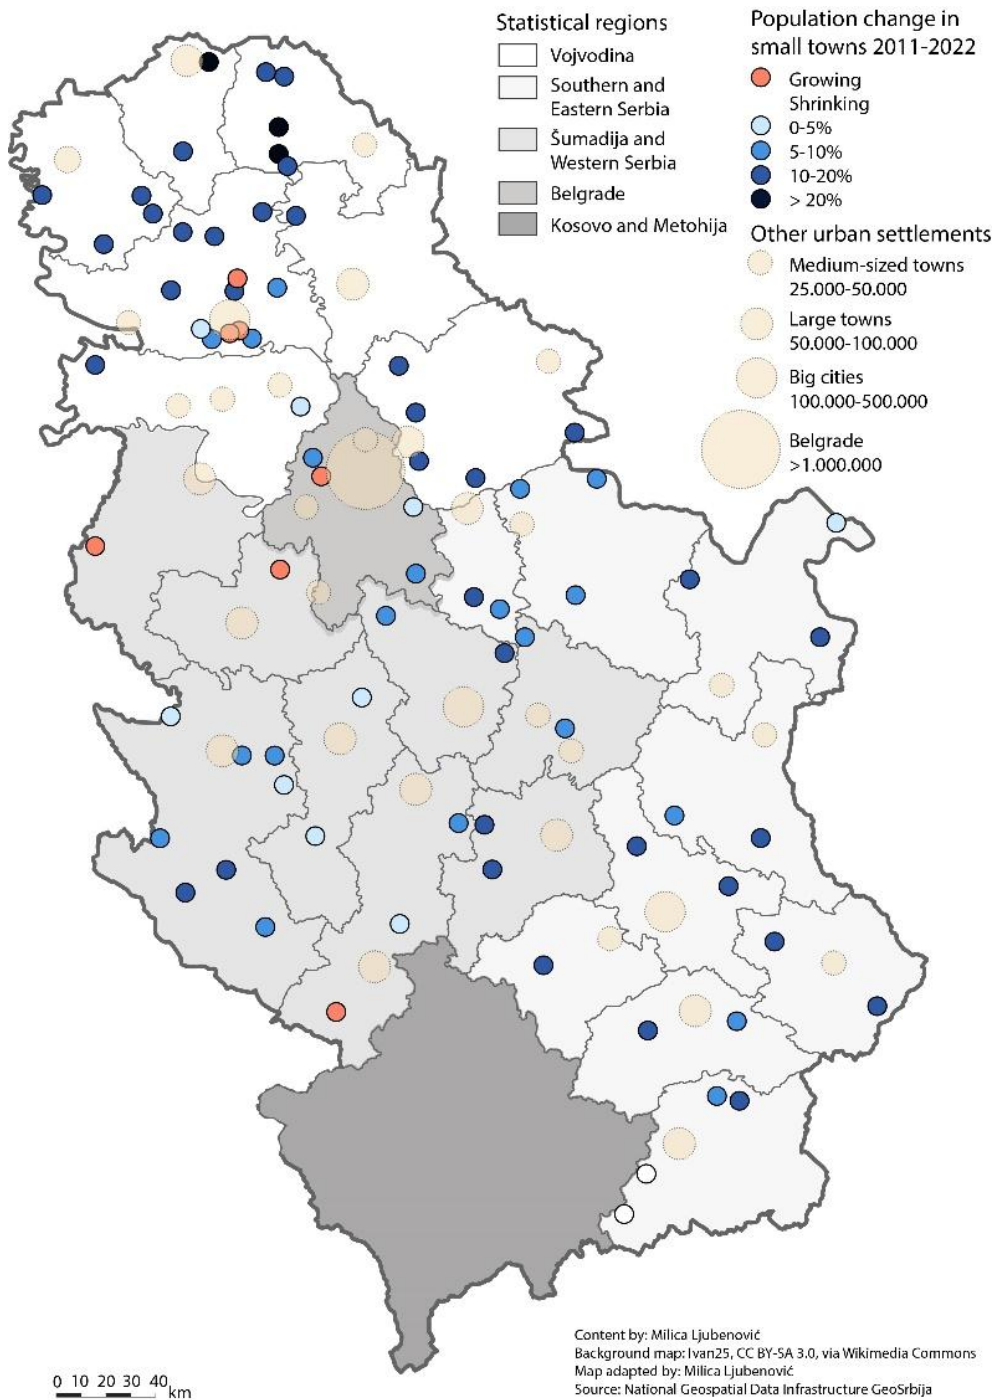 Statistical regions
Vojvodina
Southern and
Eastern Serbia
Šumadija and
Western Serbia
Belgrade
Kosovo and Metohija
Population change in
small towns 2011-2022
Growing
Shrinking
0-5%
5-10%
10-20%
> 20%
Other urban settlements
Medium-sized towns
25.000-50.000
Large towns
50.000-100.000
Big cities
100.000-500.000
Belgrade
>1.000.000
0 10 20 30 40 km
Content by: Milica Ljubenović
Background map: Ivan25, CC BY-SA 3.0, via Wikimedia Commons
Map adapted by: Milica Ljubenović
Source: National Geospatial Data Infrastructure GeoSrbija